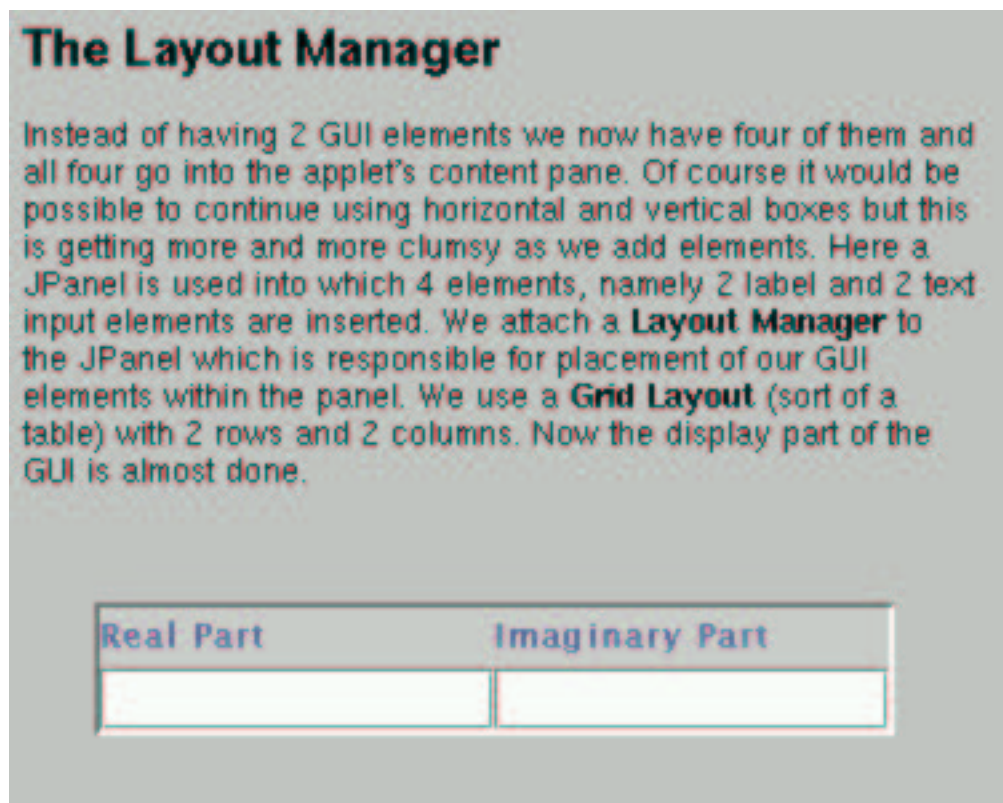 The Layout Manager
Instead of having 2 GUI elements we now have four of them and
all four go into the applet's content pane. Of course it would be
possible to continue using horizontal and vertical boxes but this
is getting more and more clumsy as we add elements. Here a
JPanel is used into which 4 elements, namely 2 label and 2 text
input elements are inserted. We attach a Layout Manager to
the JPanel which is responsible for placement of our GUI
elements within the panel. We use a Grid Layout (sort of a
table) with 2 rows and 2 columns. Now the display part of the
GUI is almost done.
Real Part Imaginary Part